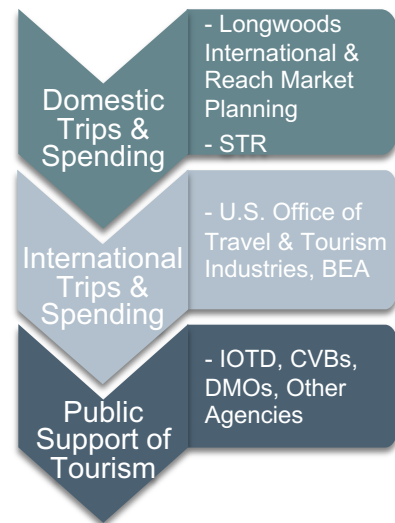 Domestic
Trips &
Spending
- Longwoods
International &
Reach Market
Planning
- STR
International
Trips &
Spending
- U.S. Office of
Travel & Tourism
Industries, BEA
Public
Support of
Tourism
- IOTD, CVBs,
DMOs, Other
Agencies